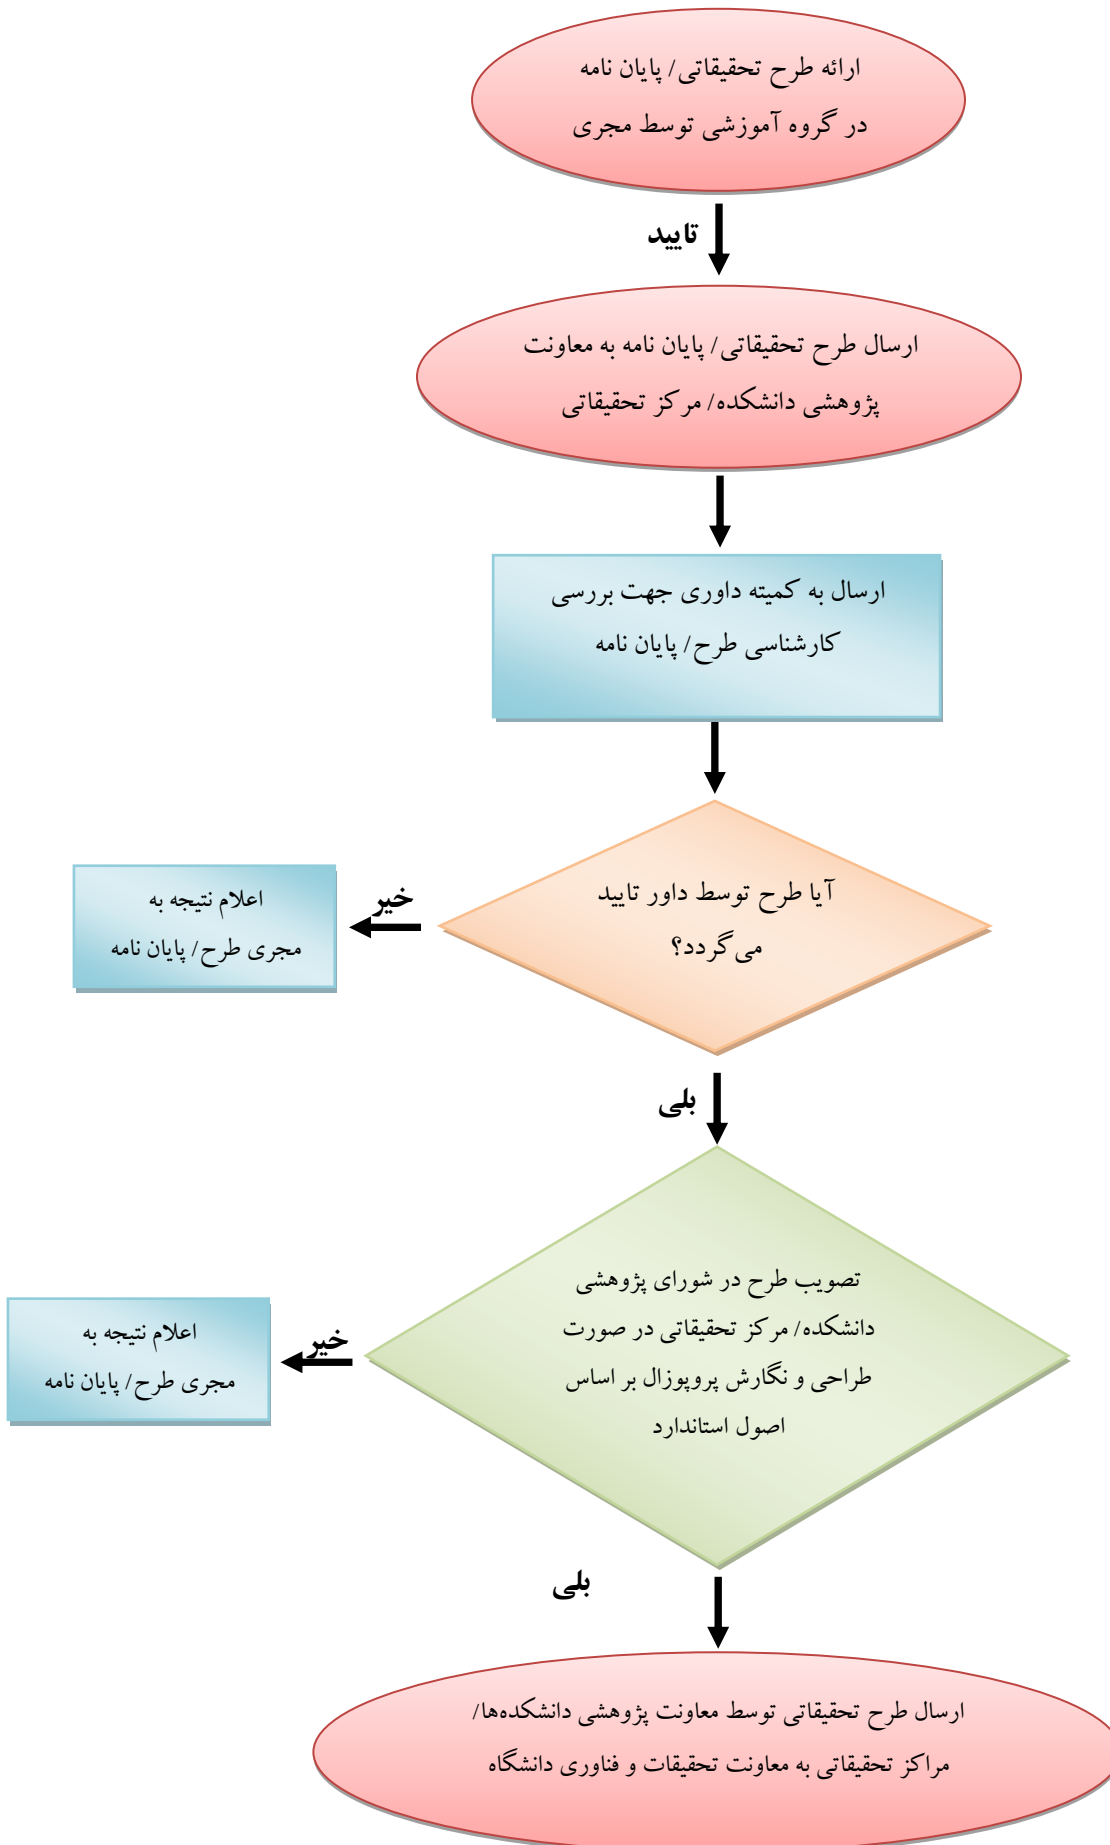 ارائه طرح تحقیقاتی/ پایان نامه
در گروه آموزشی توسط مجری
تایید
ارسال طرح تحقیقاتی/ پایان نامه به معاونت
پژوهشی دانشکده/ مرکز تحقیقاتی
ارسال به کمیته داوری جهت بررسی
کارشناسی طرح/ پایان نامه
آیا طرح توسط داور تایید
می‌گردد؟
خیر
اعلام نتیجه به
مجری طرح/ پایان نامه
بلی
تصویب طرح در شورای پژوهشی
دانشکده/ مرکز تحقیقاتی در صورت
طراحی و نگارش پروپوزال بر اساس
اصول استاندارد
خیر
اعلام نتیجه به
مجری طرح/ پایان نامه
بلی
ارسال طرح تحقیقاتی توسط معاونت پژوهشی دانشکده‌ها/
مراکز تحقیقاتی به معاونت تحقیقات و فناوری دانشگاه